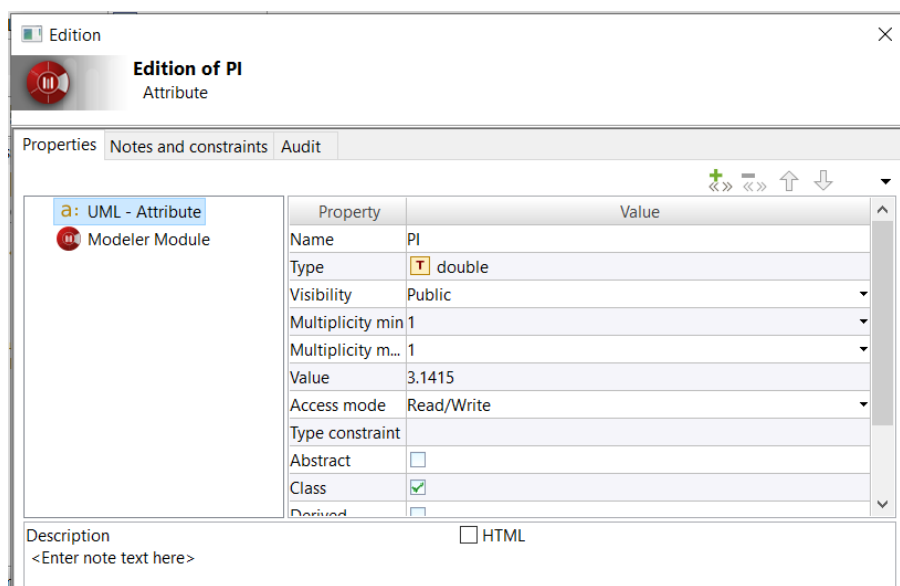 Edition
Edition of PI
Attribute
Properties Notes and constraints Audit
a: UML - Attribute
Modeler Module
Property Value
Name PI
Type T double
Visibility Public
Multiplicity min 1
Multiplicity m... 1
Value 3.1415
Access mode Read/Write
Type constraint
Abstract
Class
Derived
Description HTML
<Enter note text here>